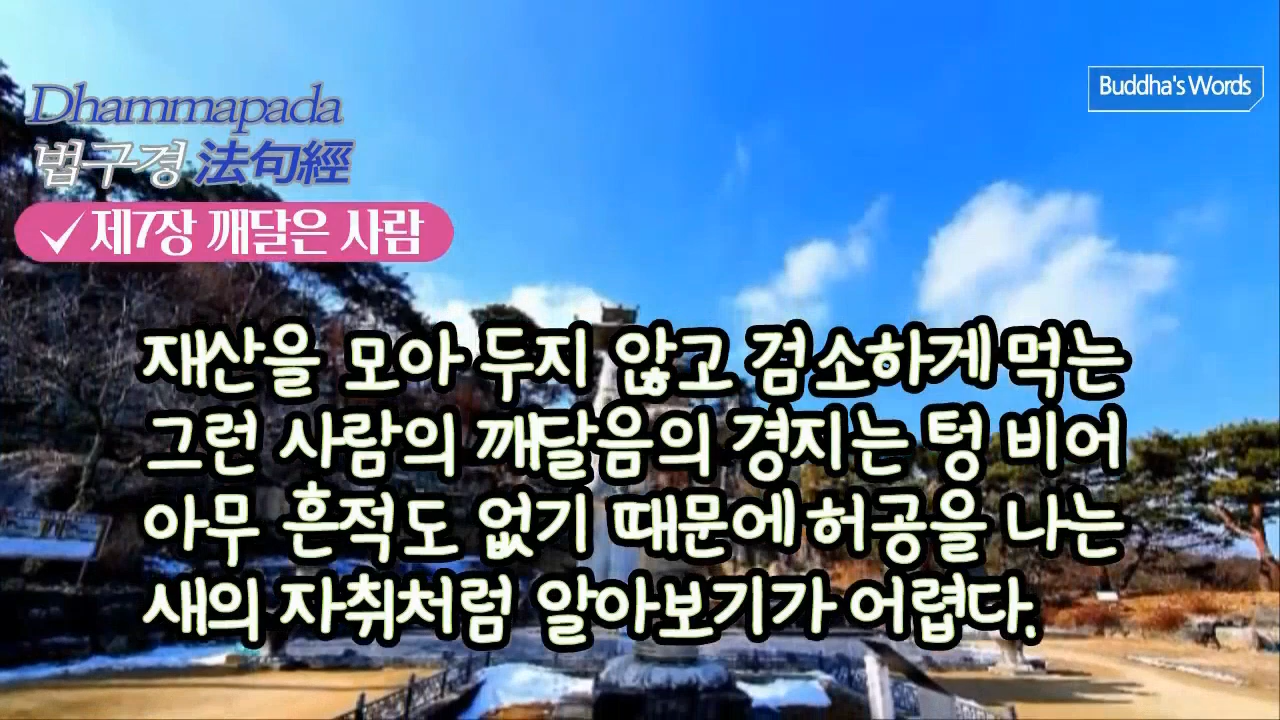 Dhammapada
법구경 法句經
제7장 깨달은 사람
Buddha's Words
재산을 모아 두지 않고 검소하게 먹는
그런 사람의 깨달음의 경지는 텅 비어
아무 흔적도 없기 때문에 허공을 나는
새의 자취처럼 알아보기가 어렵다.